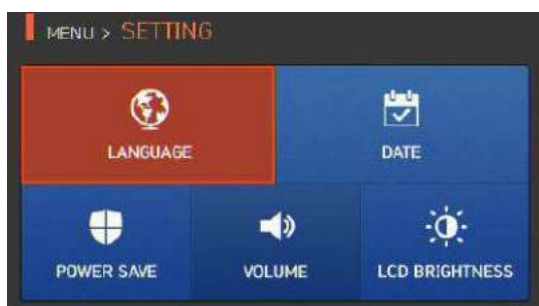 MENU > SETTING
LANGUAGE
DATE
POWER SAVE
VOLUME
LCD BRIGHTNESS